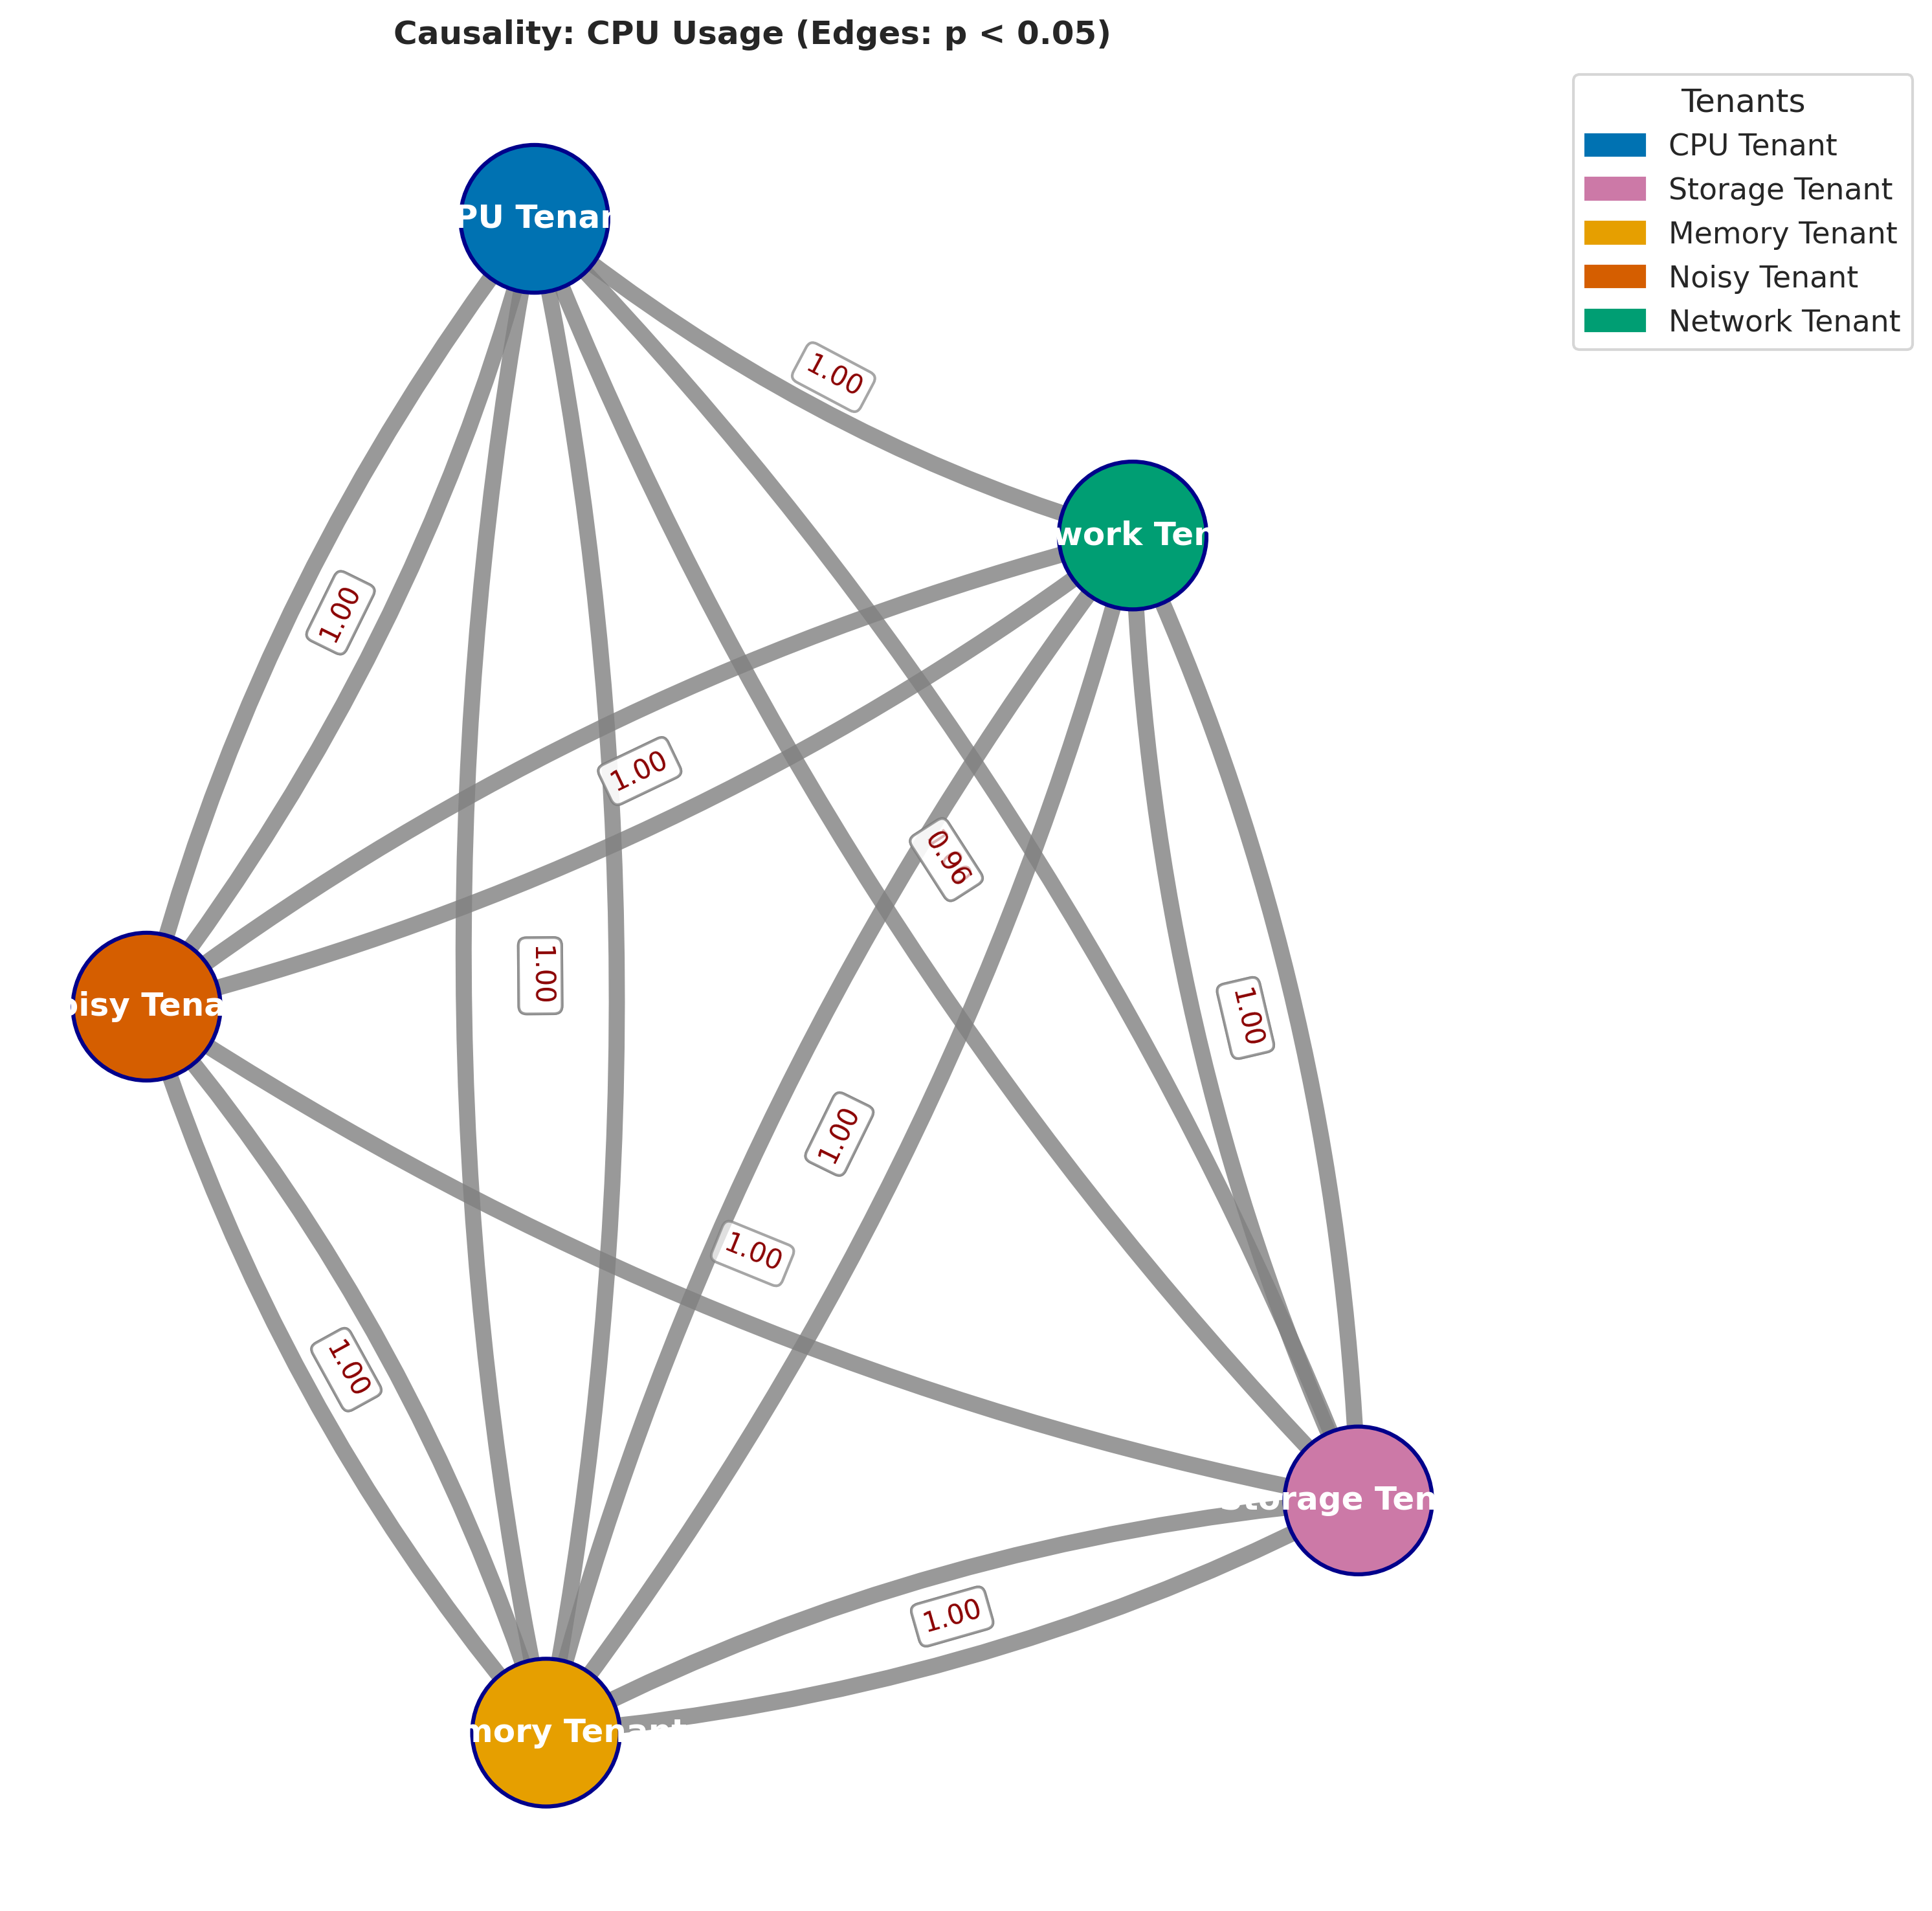 Causality: CPU Usage (Edges: p < 0.05)
Tenants
CPU Tenant
Storage Tenant
Memory Tenant
Noisy Tenant
Network Tenant
PU Tenan
1.00
work Ten
1.00
1.00
0.96
1.00
oisy Tena
1.00
1.00
1.00
1.00
Storage Ten
1.00
mory Tenant